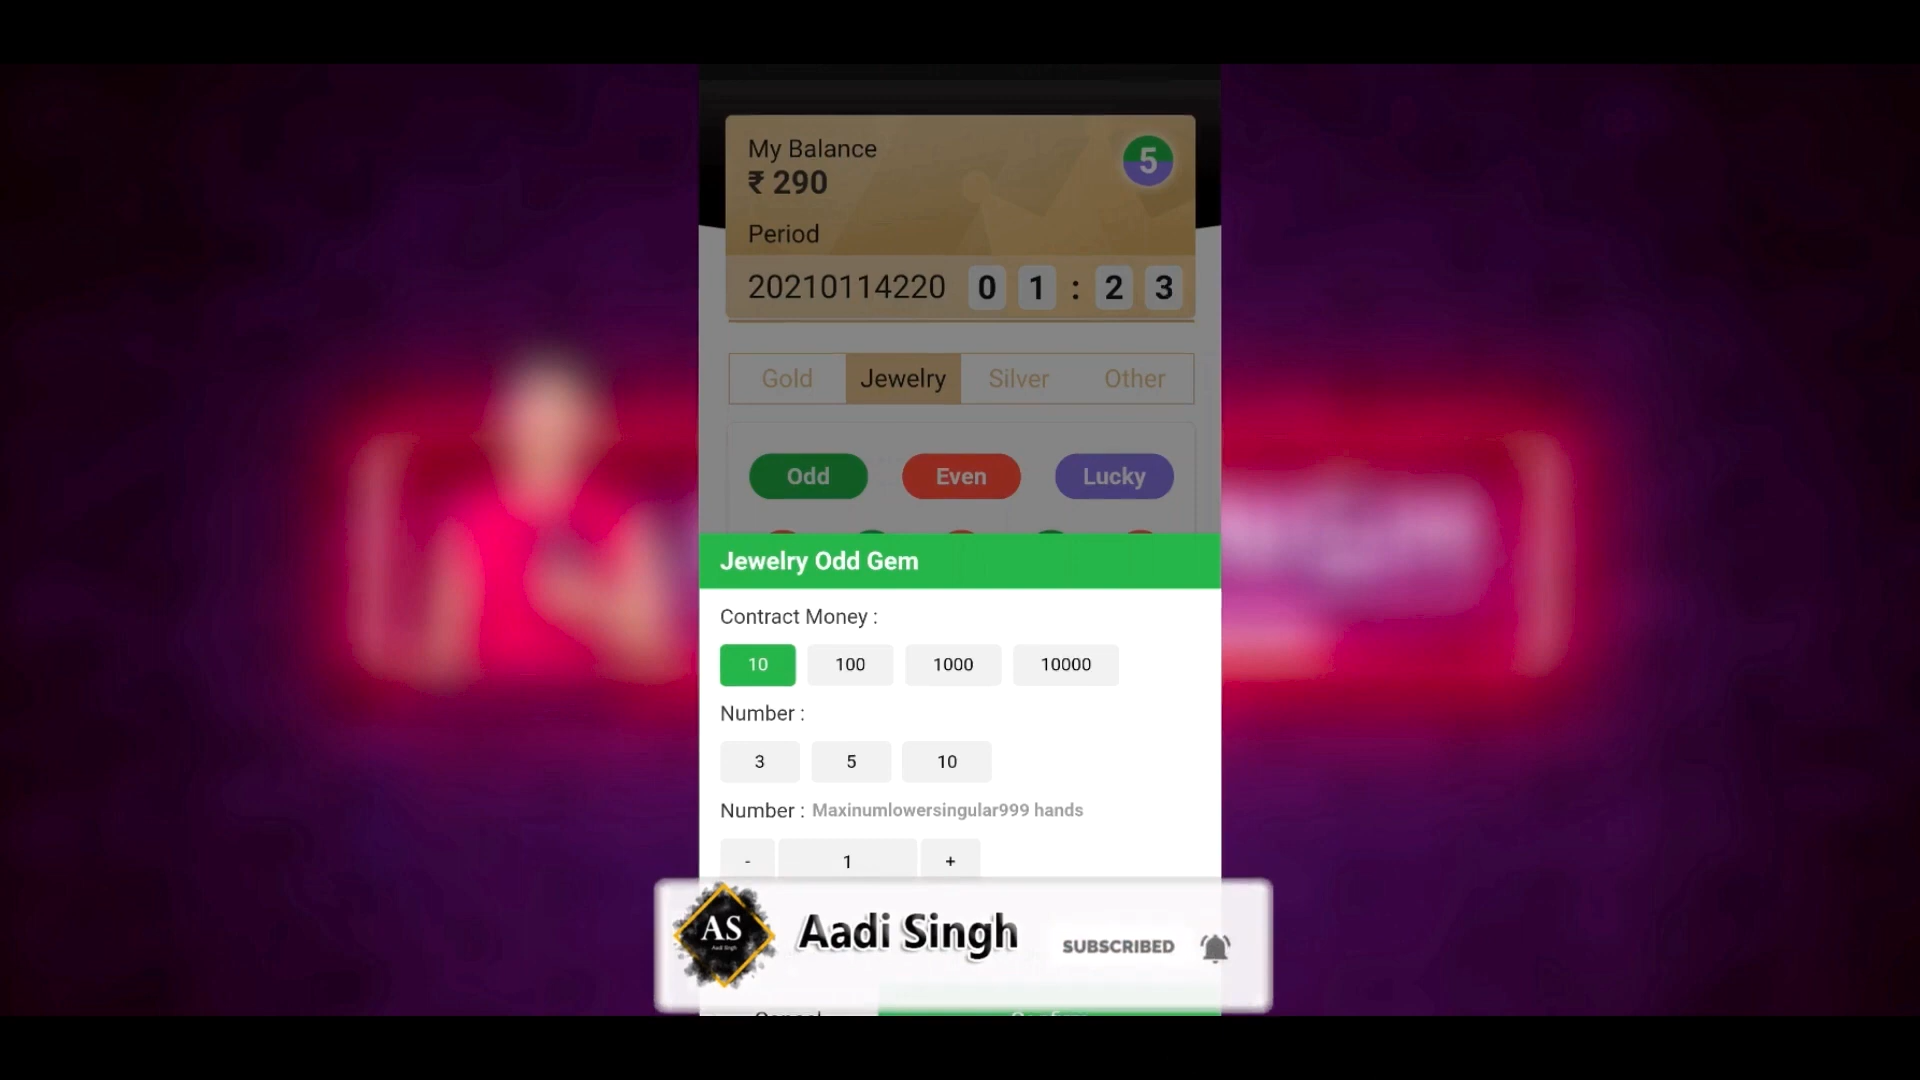 My Balance
₹ 290
5
Period
20210114220 0 1 : 2 3
Gold Jewelry Silver Other
Odd Even Lucky
Jewelry Odd Gem
Contract Money :
10 100 1000 10000
Number :
3 5 10
Number : Maxinumlowersingular999 hands
- 1 +
AS
Aadi Singh
Aadi Singh
SUBSCRIBED